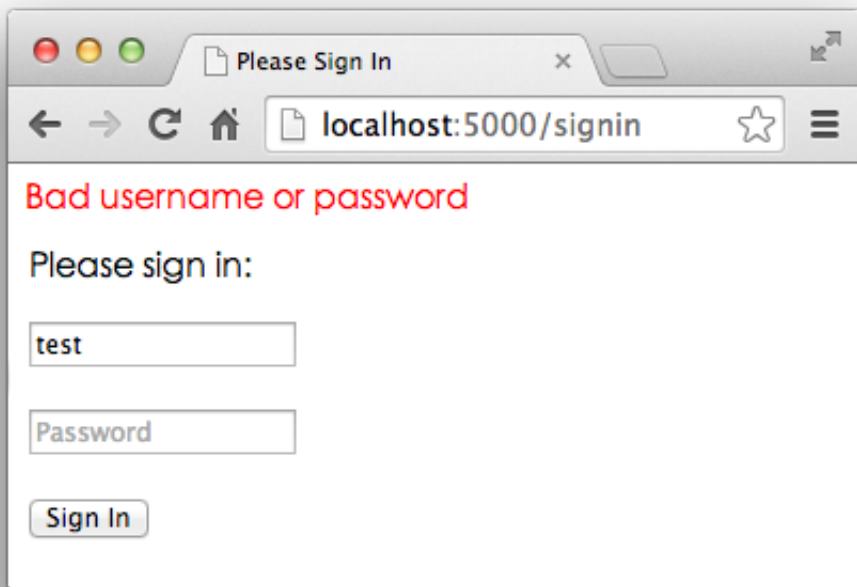 Please Sign In
localhost:5000/signin
Bad username or password
Please sign in:
test
Password
Sign In